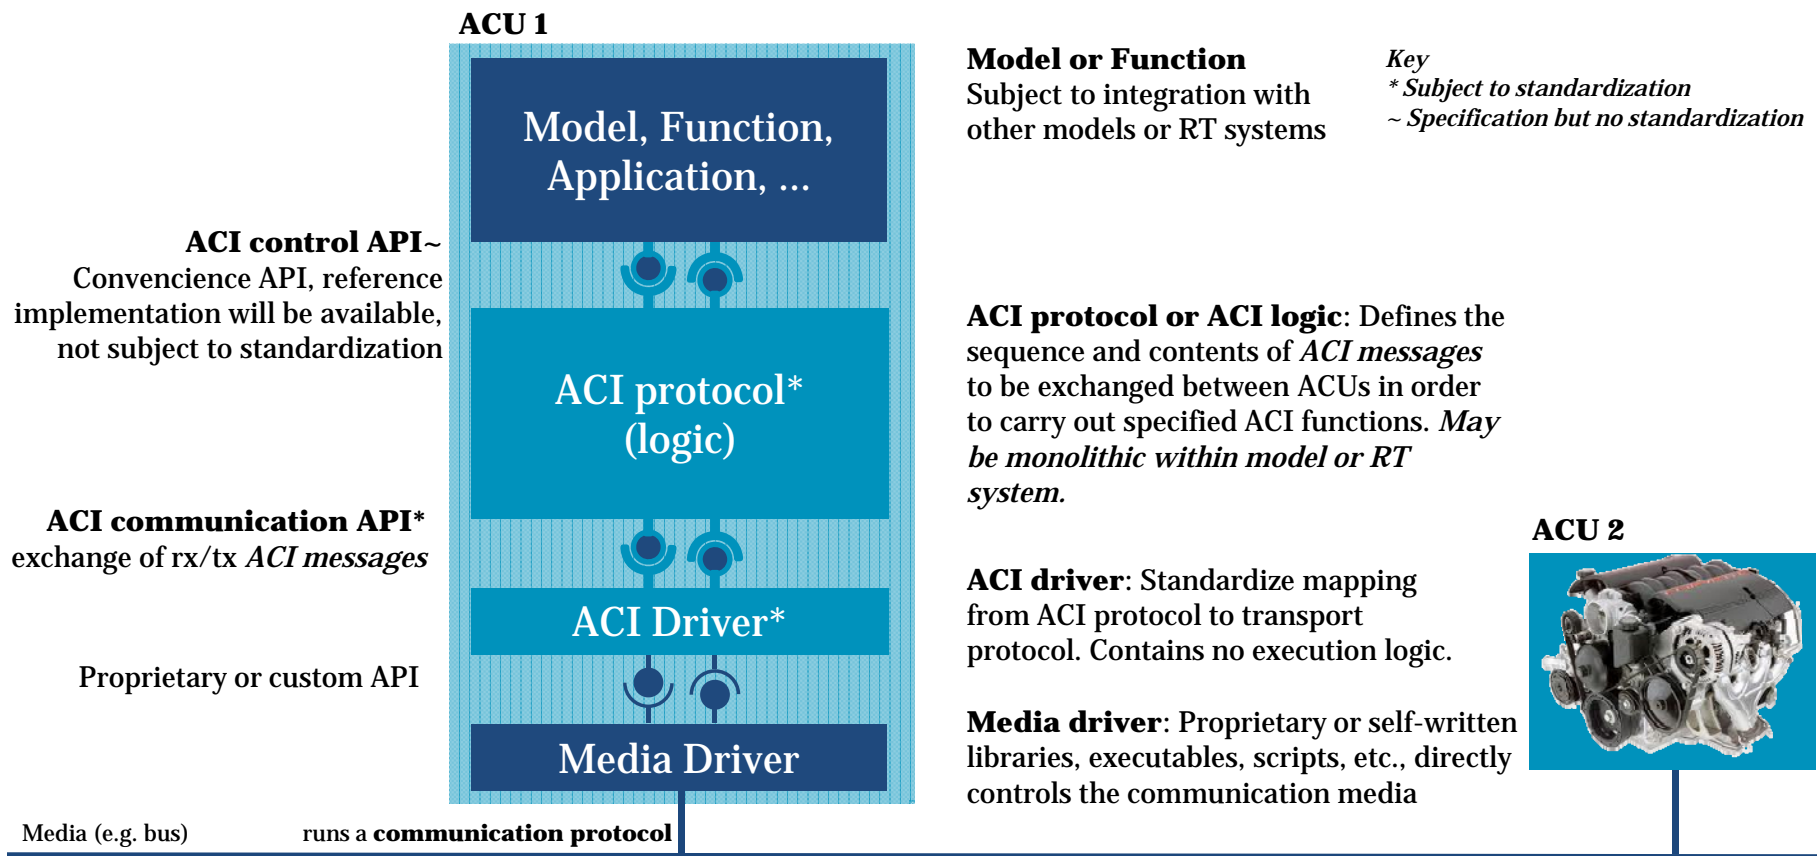 ACU 1
Model, Function,
Application, ...
Model or Function
Subject to integration with
other models or RT systems
Key
* Subject to standardization
~ Specification but no standardization
ACI control API~
Convencience API, reference
implementation will be available,
not subject to standardization
ACI protocol*
(logic)
ACI protocol or ACI logic: Defines the
sequence and contents of ACI messages
to be exchanged between ACUs in order
to carry out specified ACI functions. May
be monolithic within model or RT
system.
ACI communication API*
exchange of rx/tx ACI messages
ACU 2
ACI Driver*
ACI driver: Standardize mapping
from ACI protocol to transport
protocol. Contains no execution logic.
Proprietary or custom API
Media Driver
Media driver: Proprietary or self-written
libraries, executables, scripts, etc., directly
controls the communication media
Media (e.g. bus)
runs a communication protocol